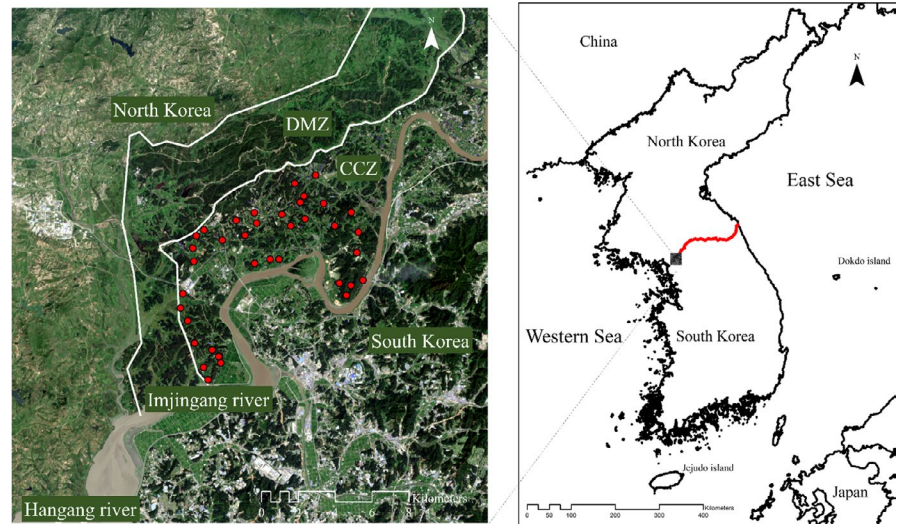 N
North Korea
DMZ
CCZ
South Korea
Imjingang river
Hangang river
Kilometers
8
N
China
North Korea
East Sea
Dokdo island
Western Sea
South Korea
Jejudo island
Japan
Kilometers
0 50 100 200 300 400